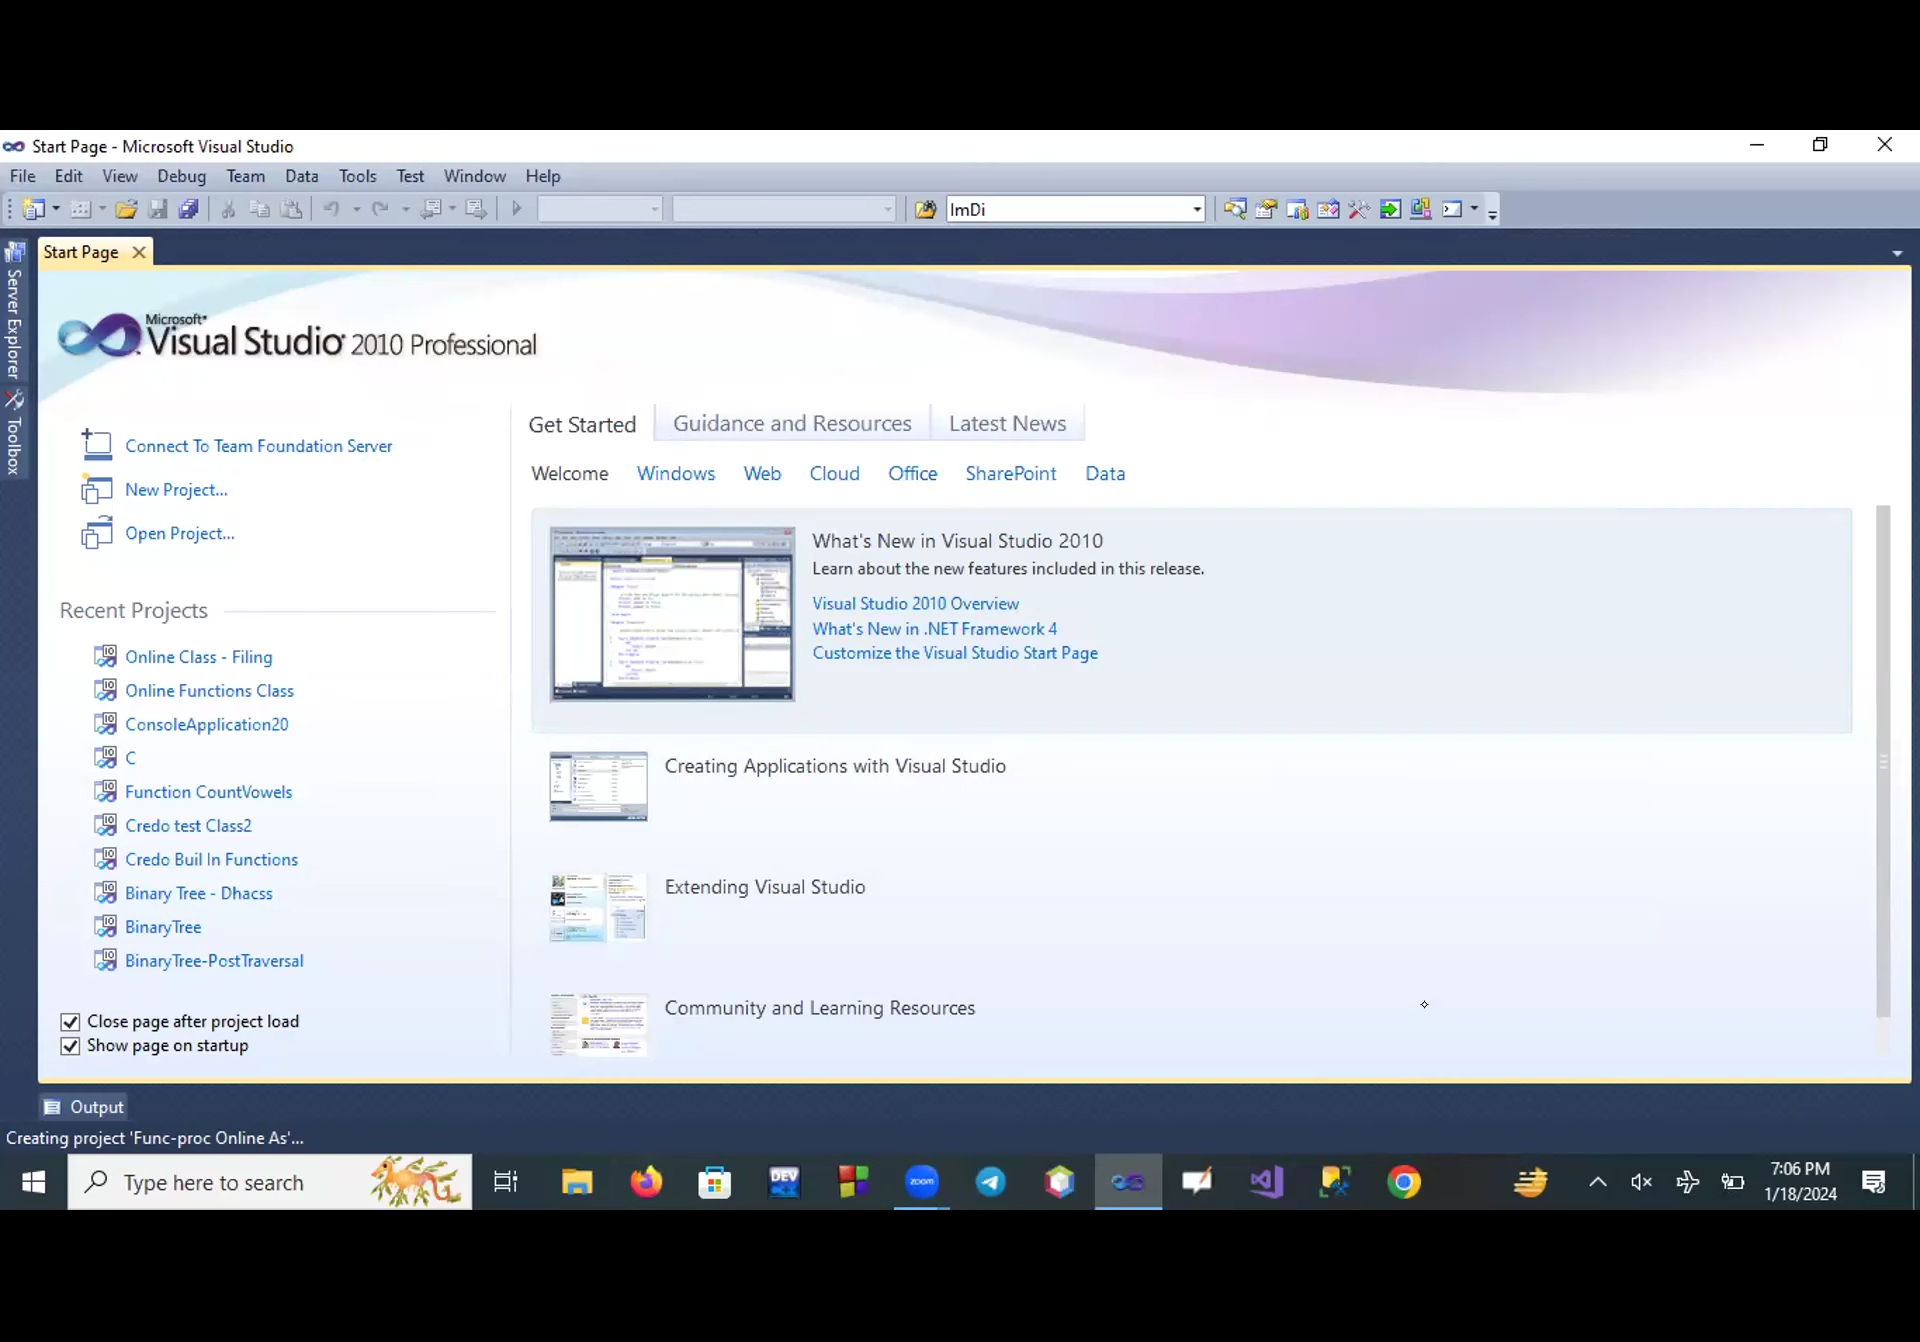 Start Page - Microsoft Visual Studio
File Edit View Debug Team Data Tools Test Window Help
ImDi
Server Explorer
Toolbox
Start Page
Microsoft
Visual Studio 2010 Professional
Connect To Team Foundation Server
New Project...
Open Project...
Recent Projects
Online Class - Filing
Online Functions Class
ConsoleApplication20
C
Function CountVowels
Credo test Class2
Credo Buil In Functions
Binary Tree - Dhacss
BinaryTree
BinaryTree-PostTraversal
Close page after project load
Show page on startup
Get Started Guidance and Resources Latest News
Welcome Windows Web Cloud Office SharePoint Data
What's New in Visual Studio 2010
Learn about the new features included in this release.
Visual Studio 2010 Overview
What's New in .NET Framework 4
Customize the Visual Studio Start Page
Creating Applications with Visual Studio
Extending Visual Studio
Community and Learning Resources
Output
Creating project 'Func-proc Online As'...
Type here to search
DEV
zoom
7:06 PM
1/18/2024